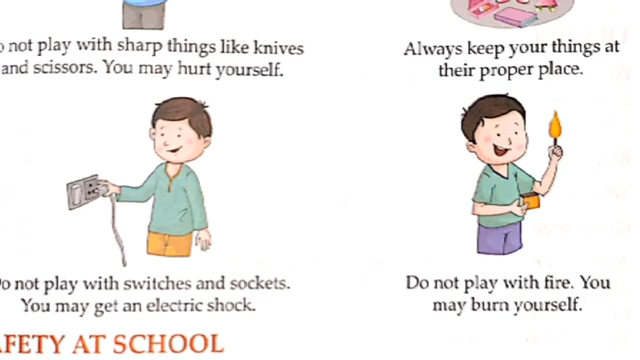 not play with sharp things like knives
and scissors. You may hurt yourself.
Always keep your things at
their proper place.
not play with switches and sockets.
You may get an electric shock.
Do not play with fire. You
may burn yourself.
AFETY AT SCHOOL